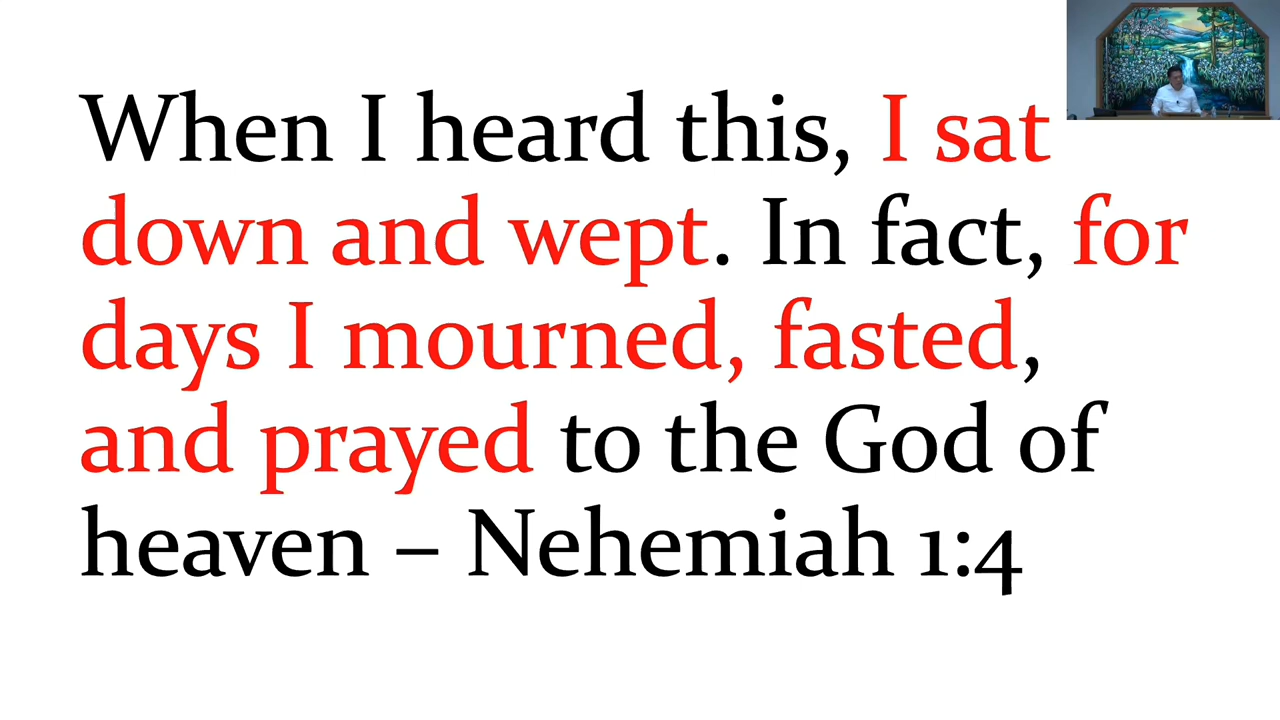 When I heard this, I sat
down and wept. In fact, for
days I mourned, fasted,
and prayed to the God of
heaven – Nehemiah 1:4